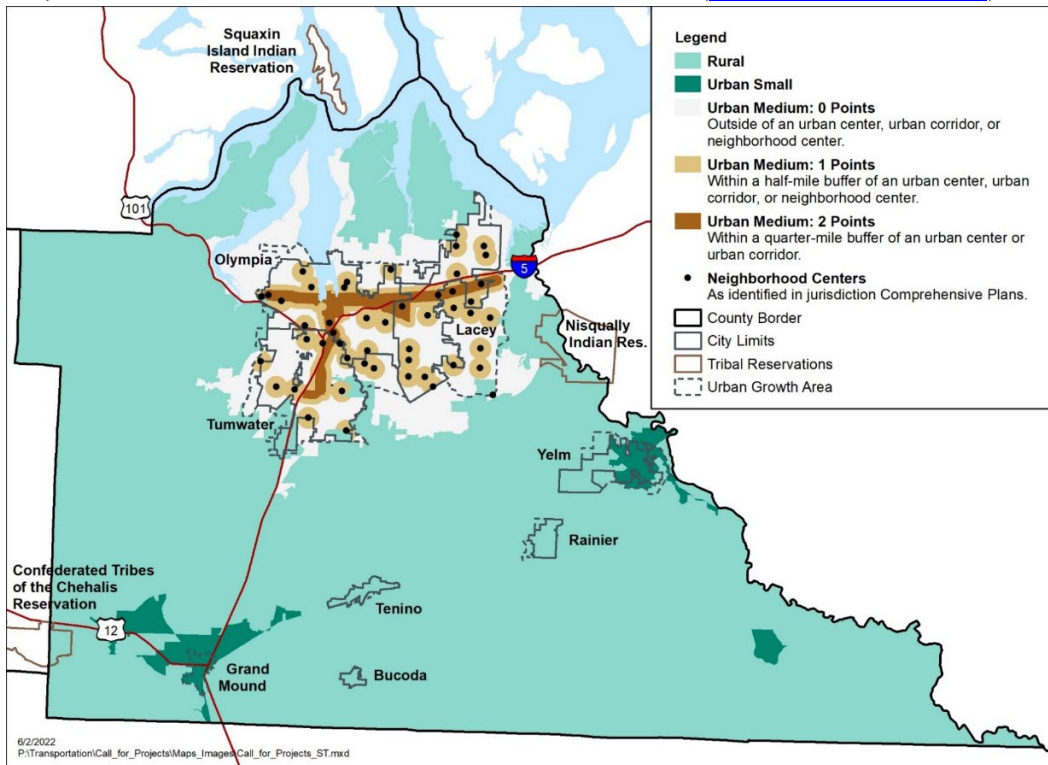 Squaxin
Island Indian
Reservation
101
Olympia
5
Lacey
Nisqually
Indian Res.
Tumwater
Yelm
Rainier
Confederated Tribes
of the Chehalis
Reservation
Tenino
12
Grand
Mound
Bucoda
Legend
Rural
Urban Small
Urban Medium: 0 Points
Outside of an urban center, urban corridor, or
neighborhood center.
Urban Medium: 1 Points
Within a half-mile buffer of an urban center, urban
corridor, or neighborhood center.
Urban Medium: 2 Points
Within a quarter-mile buffer of an urban center or
urban corridor.
Neighborhood Centers
As identified in jurisdiction Comprehensive Plans.
County Border
City Limits
Tribal Reservations
Urban Growth Area
6/2/2022
P:\Transportation\Call_for_Projects\Maps_Images\Call_for_Projects_ST.mxd